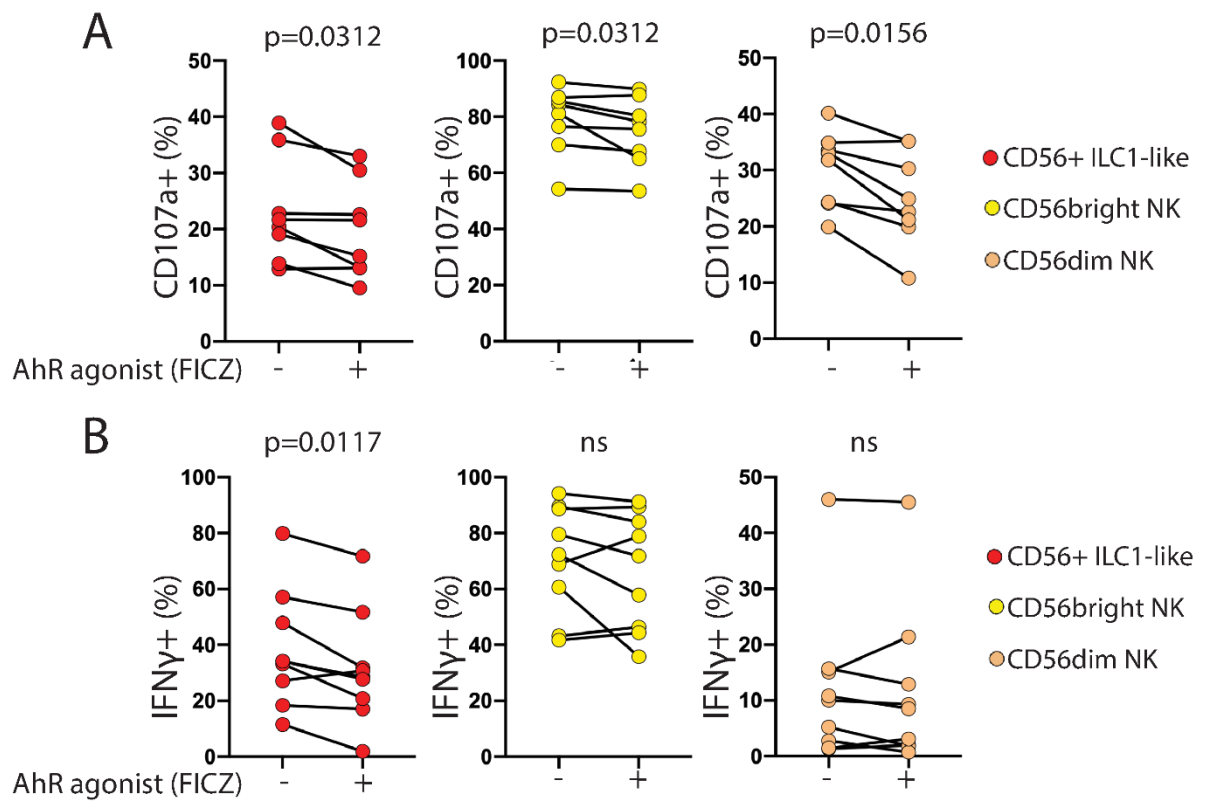 A
p=0.0312
p=0.0312
p=0.0156
CD107a+ (%)
50
40
30
20
10
0
CD107a+ (%)
100
80
60
40
20
0
CD107a+ (%)
50
40
30
20
10
0
CD56+ ILC1-like
CD56bright NK
CD56dim NK
AhR agonist (FICZ) - + - + - +
B
p=0.0117
ns
ns
IFNγ+ (%)
100
80
60
40
20
0
IFNγ+ (%)
100
80
60
40
20
0
IFNγ+ (%)
50
40
30
20
10
0
CD56+ ILC1-like
CD56bright NK
CD56dim NK
AhR agonist (FICZ) - + - + - +